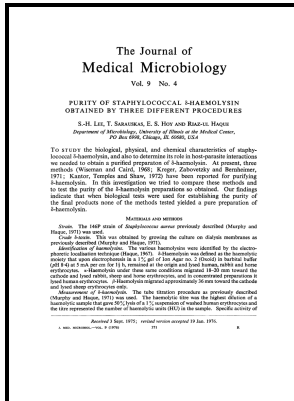 The Journal of
Medical Microbiology
Vol. 9 No. 4
PURITY OF STAPHYLOCOCCAL δ-HAEMOLYSIN
OBTAINED BY THREE DIFFERENT PROCEDURES
S.-H. LEE, T. SARAUSKAS, E. S. HOY AND RIAZ-UL HAQUE
Department of Microbiology, University of Illinois at the Medical Center,
PO Box 6998, Chicago, Ill. 60680, USA
TO STUDY the biological, physical, and chemical characteristics of staphy-
lococcal δ-haemolysin, and also to determine its role in host-parasite interactions
we needed to obtain a purified preparation of δ-haemolysin. At present, three
methods (Wiseman and Caird, 1968; Kreger, Zabovetzky and Bernheimer,
1971; Kantor, Temples and Shaw, 1972) have been reported for purifying
δ-haemolysin. In this investigation we tried to compare these methods and
to test the purity of the δ-haemolysin preparations so obtained. Our findings
indicate that when biological tests were used for establishing the purity of
the final products none of the methods tested yielded a pure preparation of
δ-haemolysin.
MATERIALS AND METHODS
Strain. The 146P strain of Staphylococcus aureus previously described (Murphy and
Haque, 1971) was used.
Crude δ-toxin. This was obtained by growing the culture on dialysis membranes as
previously described (Murphy and Haque, 1971).
Identification of haemolysins. The various haemolysins were identified by the electro-
phoretic localisation technique (Haque, 1967). δ-Haemolysin was defined as the haemolytic
moiety that upon electrophoresis in a 1% gel of Ion Agar no. 2 (Oxoid) in barbital buffer
(pH 8·4) at 5 mA per cm for 1½ h, remained at the origin and lysed human, rabbit and horse
erythrocytes. α-Haemolysin under these same conditions migrated 18-20 mm toward the
cathode and lysed rabbit, sheep and horse erythrocytes, and in concentrated preparations it
lysed human erythrocytes. β-Haemolysin migrated approximately 36 mm toward the cathode
and lysed sheep erythrocytes only.
Measurement of δ-haemolysin. The tube titration procedure as previously described
(Murphy and Haque, 1971) was used. The haemolytic titre was the highest dilution of a
haemolytic sample that gave 50% lysis of a 1% suspension of washed human erythrocytes and
the titre represented the number of haemolytic units (HU) in the sample. Specific activity of
Received 3 Sept. 1975; revised version accepted 19 Jan. 1976.
J. MED. MICROBIOL.—VOL. 9 (1976) 371 R